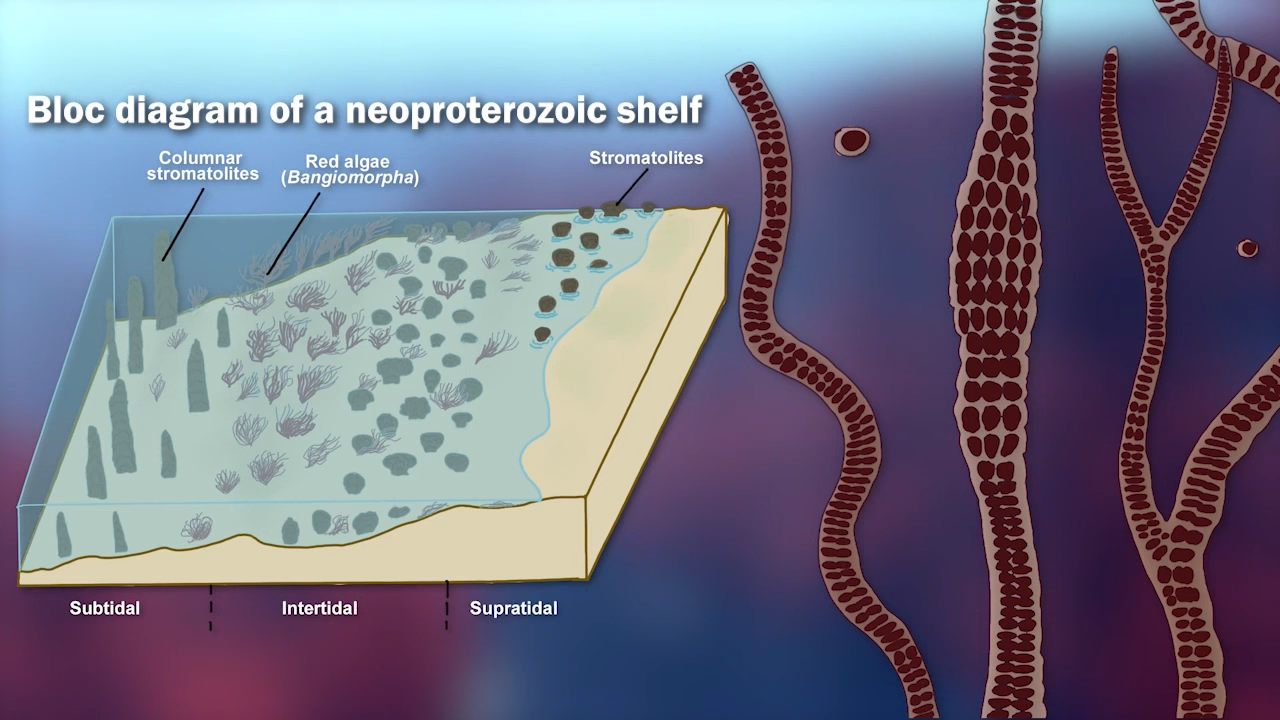 Bloc diagram of a neoproterozoic shelf
Columnar
stromatolites
Red algae
(Bangiomorpha)
Stromatolites
Subtidal
Intertidal
Supratidal